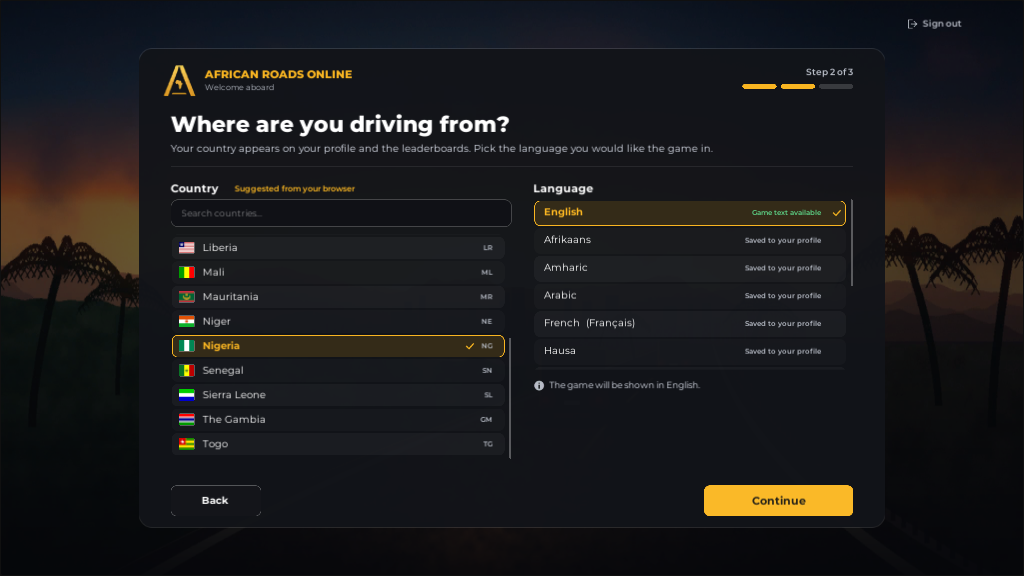 Sign out
AFRICAN ROADS ONLINE
Welcome aboard
Step 2 of 3
Where are you driving from?
Your country appears on your profile and the leaderboards. Pick the language you would like the game in.
Country Suggested from your browser
Search countries...
Liberia LR
Mali ML
Mauritania MR
Niger NE
Nigeria NG
Senegal SN
Sierra Leone SL
The Gambia GM
Togo TG
Language
English Game text available
Afrikaans Saved to your profile
Amharic Saved to your profile
Arabic Saved to your profile
French (Français) Saved to your profile
Hausa Saved to your profile
The game will be shown in English.
Back
Continue